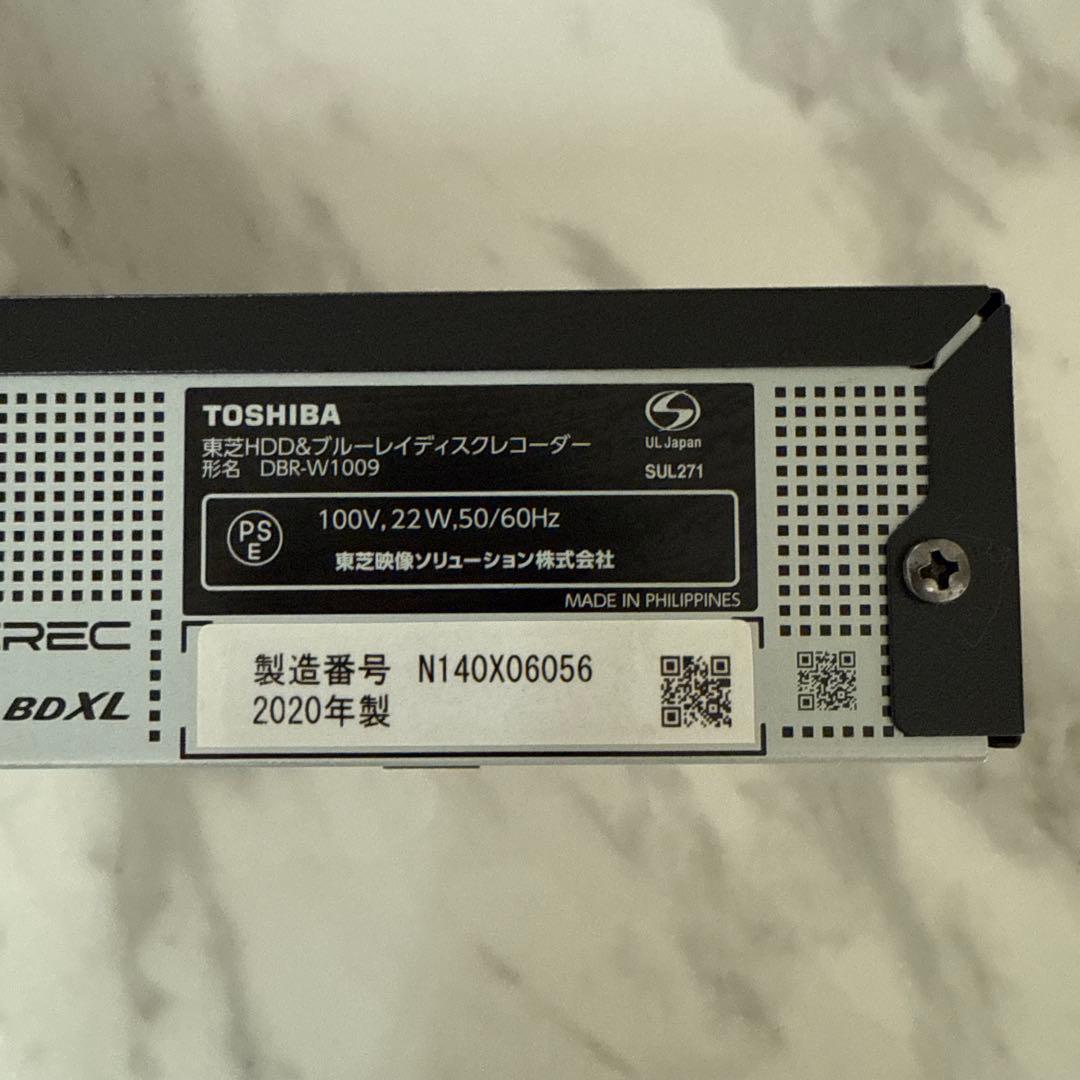 TOSHIBA
東芝HDD&ブルーレイディスクレコーダー
形名 DBR-W1009
UL Japan
SUL271
PS
E
100V, 22W, 50/60Hz
東芝映像ソリューション株式会社
MADE IN PHILIPPINES
製造番号 N140X06056
2020年製
BDXL